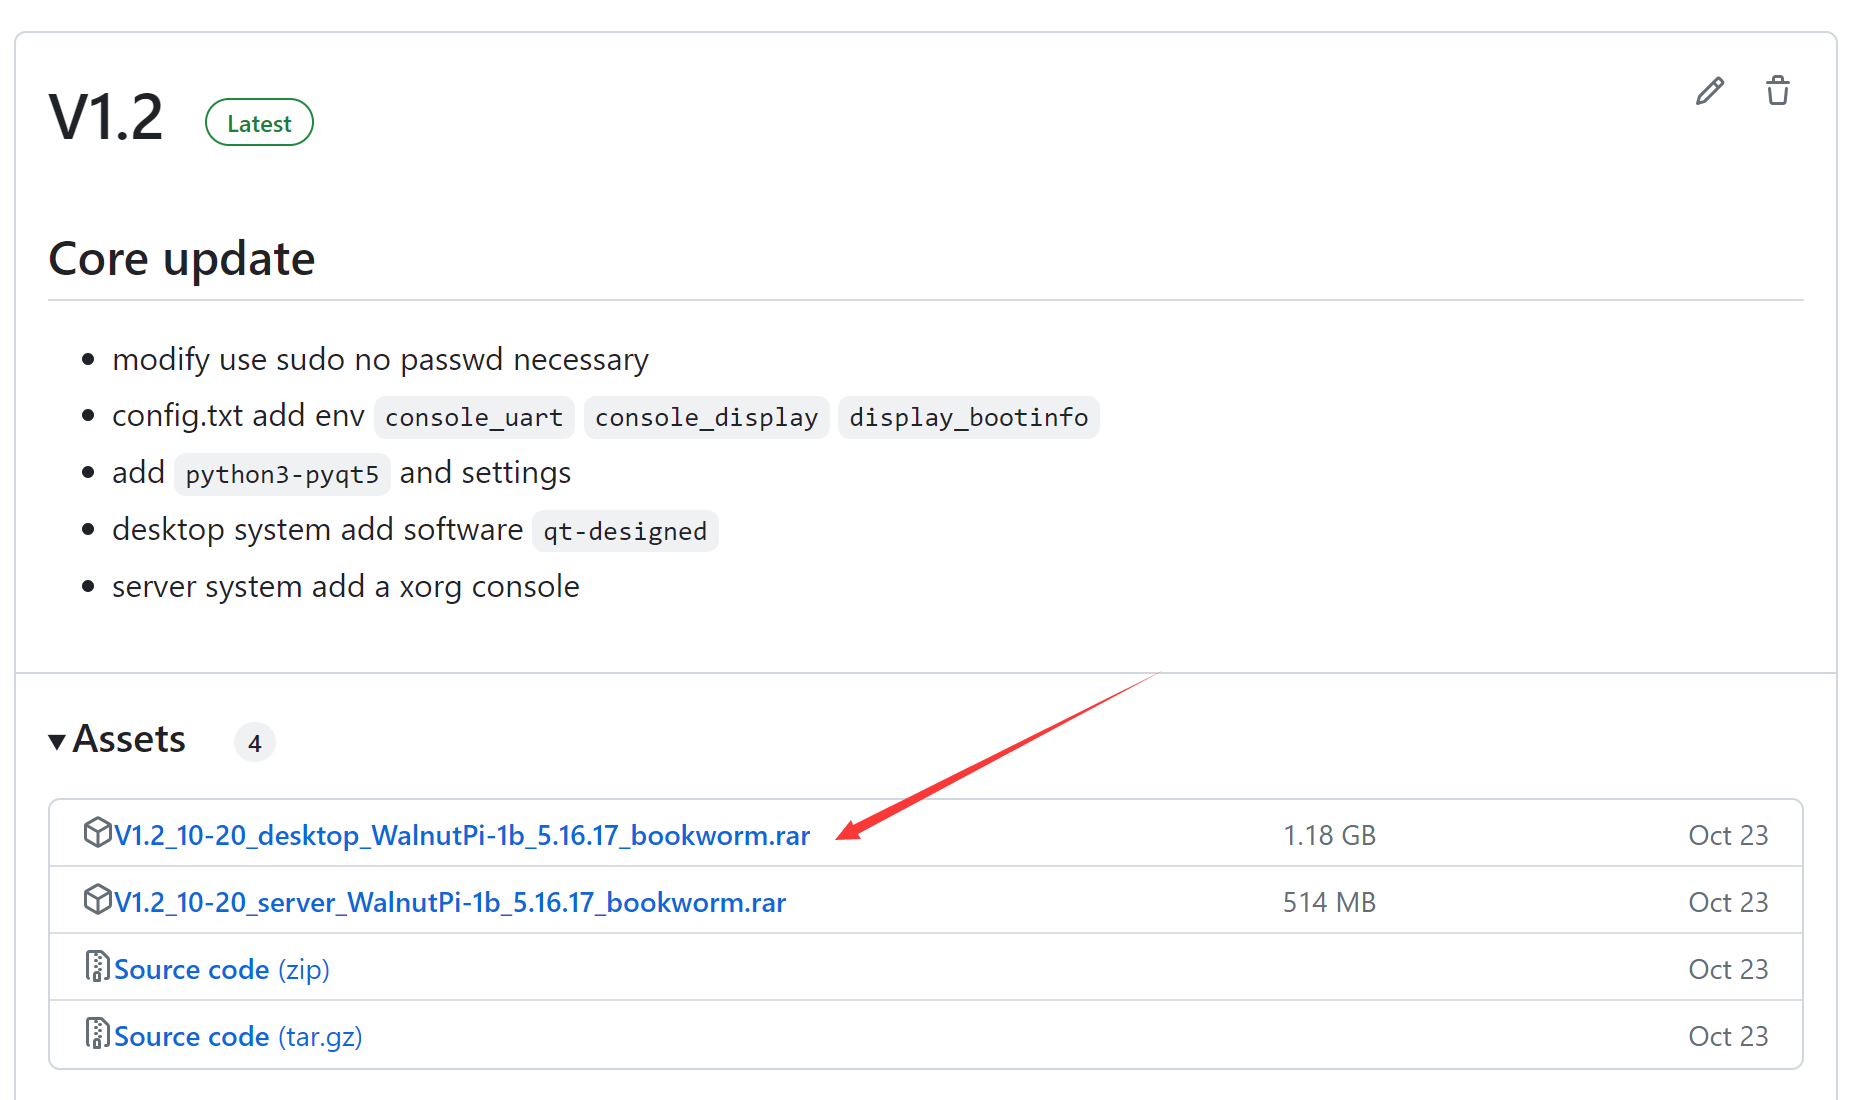 V1.2 Latest
Core update
modify use sudo no passwd necessary
config.txt add env console_uart console_display display_bootinfo
add python3-pyqt5 and settings
desktop system add software qt-designed
server system add a xorg console
Assets 4
V1.2_10-20_desktop_WalnutPi-1b_5.16.17_bookworm.rar 1.18 GB Oct 23
V1.2_10-20_server_WalnutPi-1b_5.16.17_bookworm.rar 514 MB Oct 23
Source code (zip) Oct 23
Source code (tar.gz) Oct 23